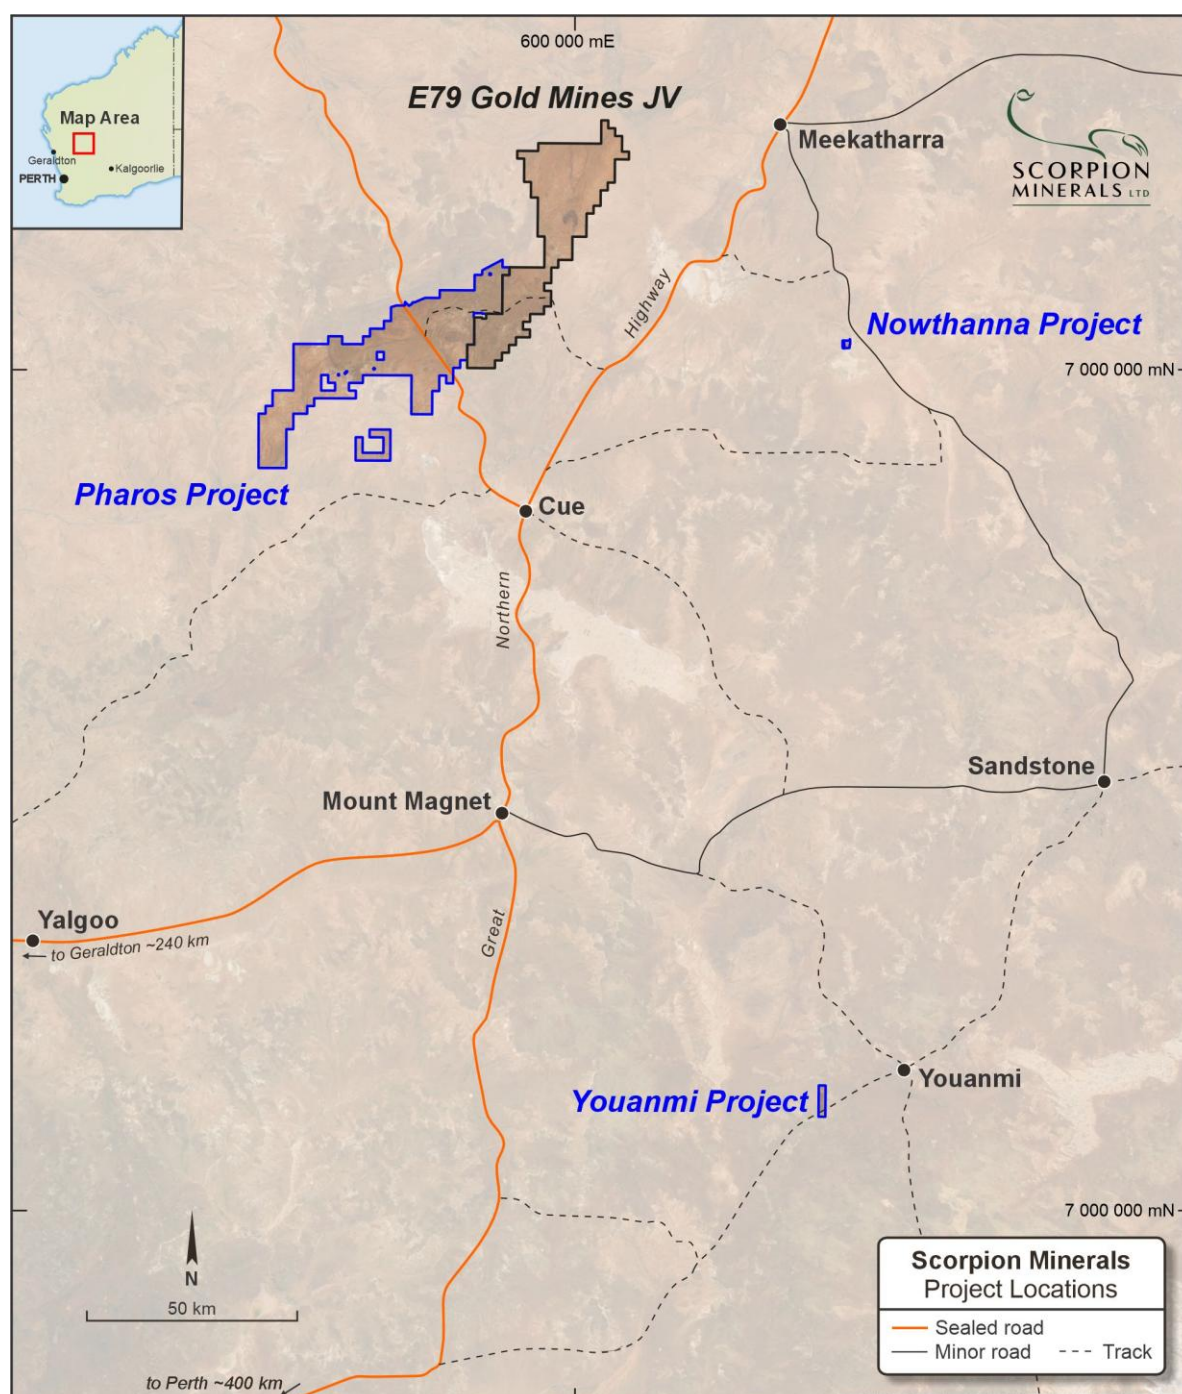 600 000 mE
E79 Gold Mines JV
Map Area
Geraldton
Kalgoorlie
PERTH
Meekatharra
SCORPION
MINERALS LTD
Highway
Nowthanna Project
7 000 000 mN
Pharos Project
Cue
Northern
Sandstone
Mount Magnet
Yalgoo
to Geraldton ~240 km
Great
Youanmi
Youanmi Project
7 000 000 mN
N
50 km
Scorpion Minerals
Project Locations
Sealed road
Minor road
Track
to Perth ~400 km